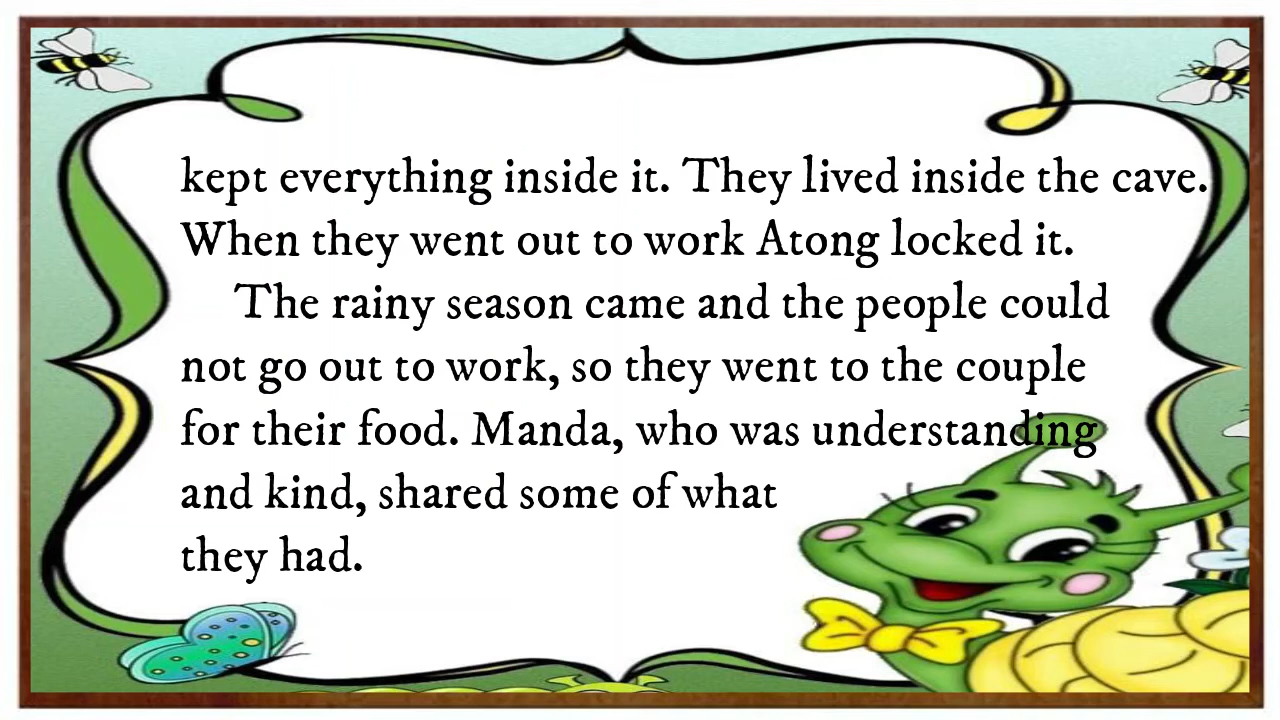 kept everything inside it. They lived inside the cave.
When they went out to work Atong locked it.
The rainy season came and the people could
not go out to work, so they went to the couple
for their food. Manda, who was understanding
and kind, shared some of what
they had.